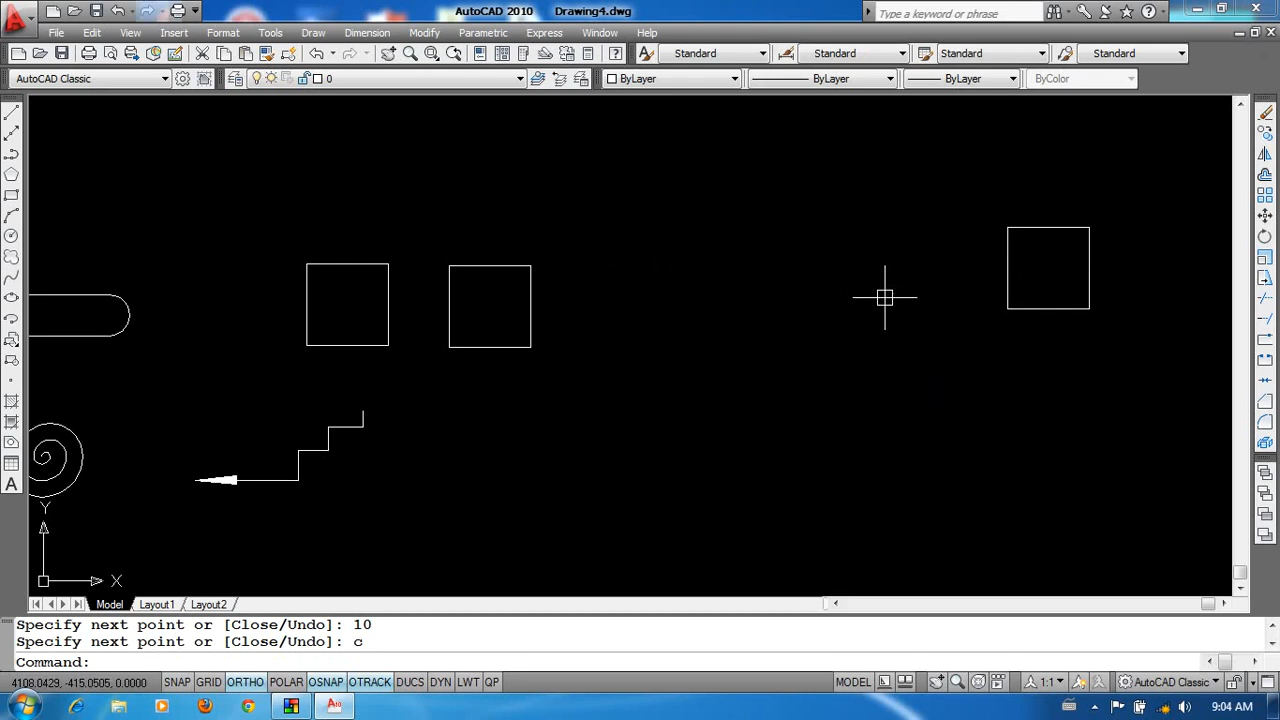 AutoCAD 2010 Drawing4.dwg
Type a keyword or phrase
File Edit View Insert Format Tools Draw Dimension Modify Parametric Express Window Help
Standard Standard Standard Standard
AutoCAD Classic 0 ByLayer ByLayer ByLayer ByColor
A
Y
X
Model Layout1 Layout2
Specify next point or [Close/Undo]: 10
Specify next point or [Close/Undo]: c
Command:
4108.0429, -415.0505, 0.0000 SNAP GRID ORTHO POLAR OSNAP OTRACK DUCS DYN LWT QP MODEL 1:1 AutoCAD Classic
9:04 AM